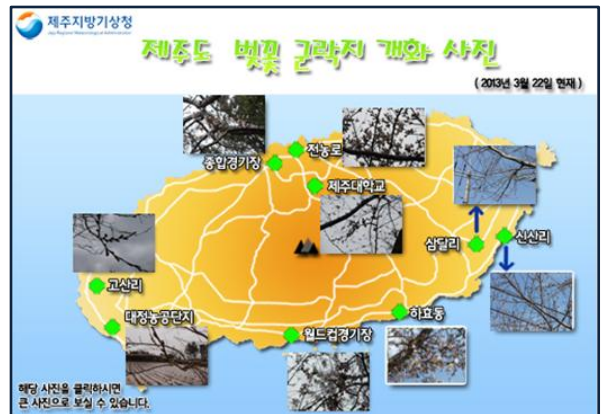 제주지방기상청
Jeju Regional Meteorological Administration
제주도 벚꽃 군락지 개화 사진
( 2013년 3월 22일 현재 )
종합경기장
전농로
제주대학교
삼달리
신산리
고산리
대정농공단지
하효동
월드컵경기장
해당 사진을 클릭하시면
큰 사진으로 보실 수 있습니다.